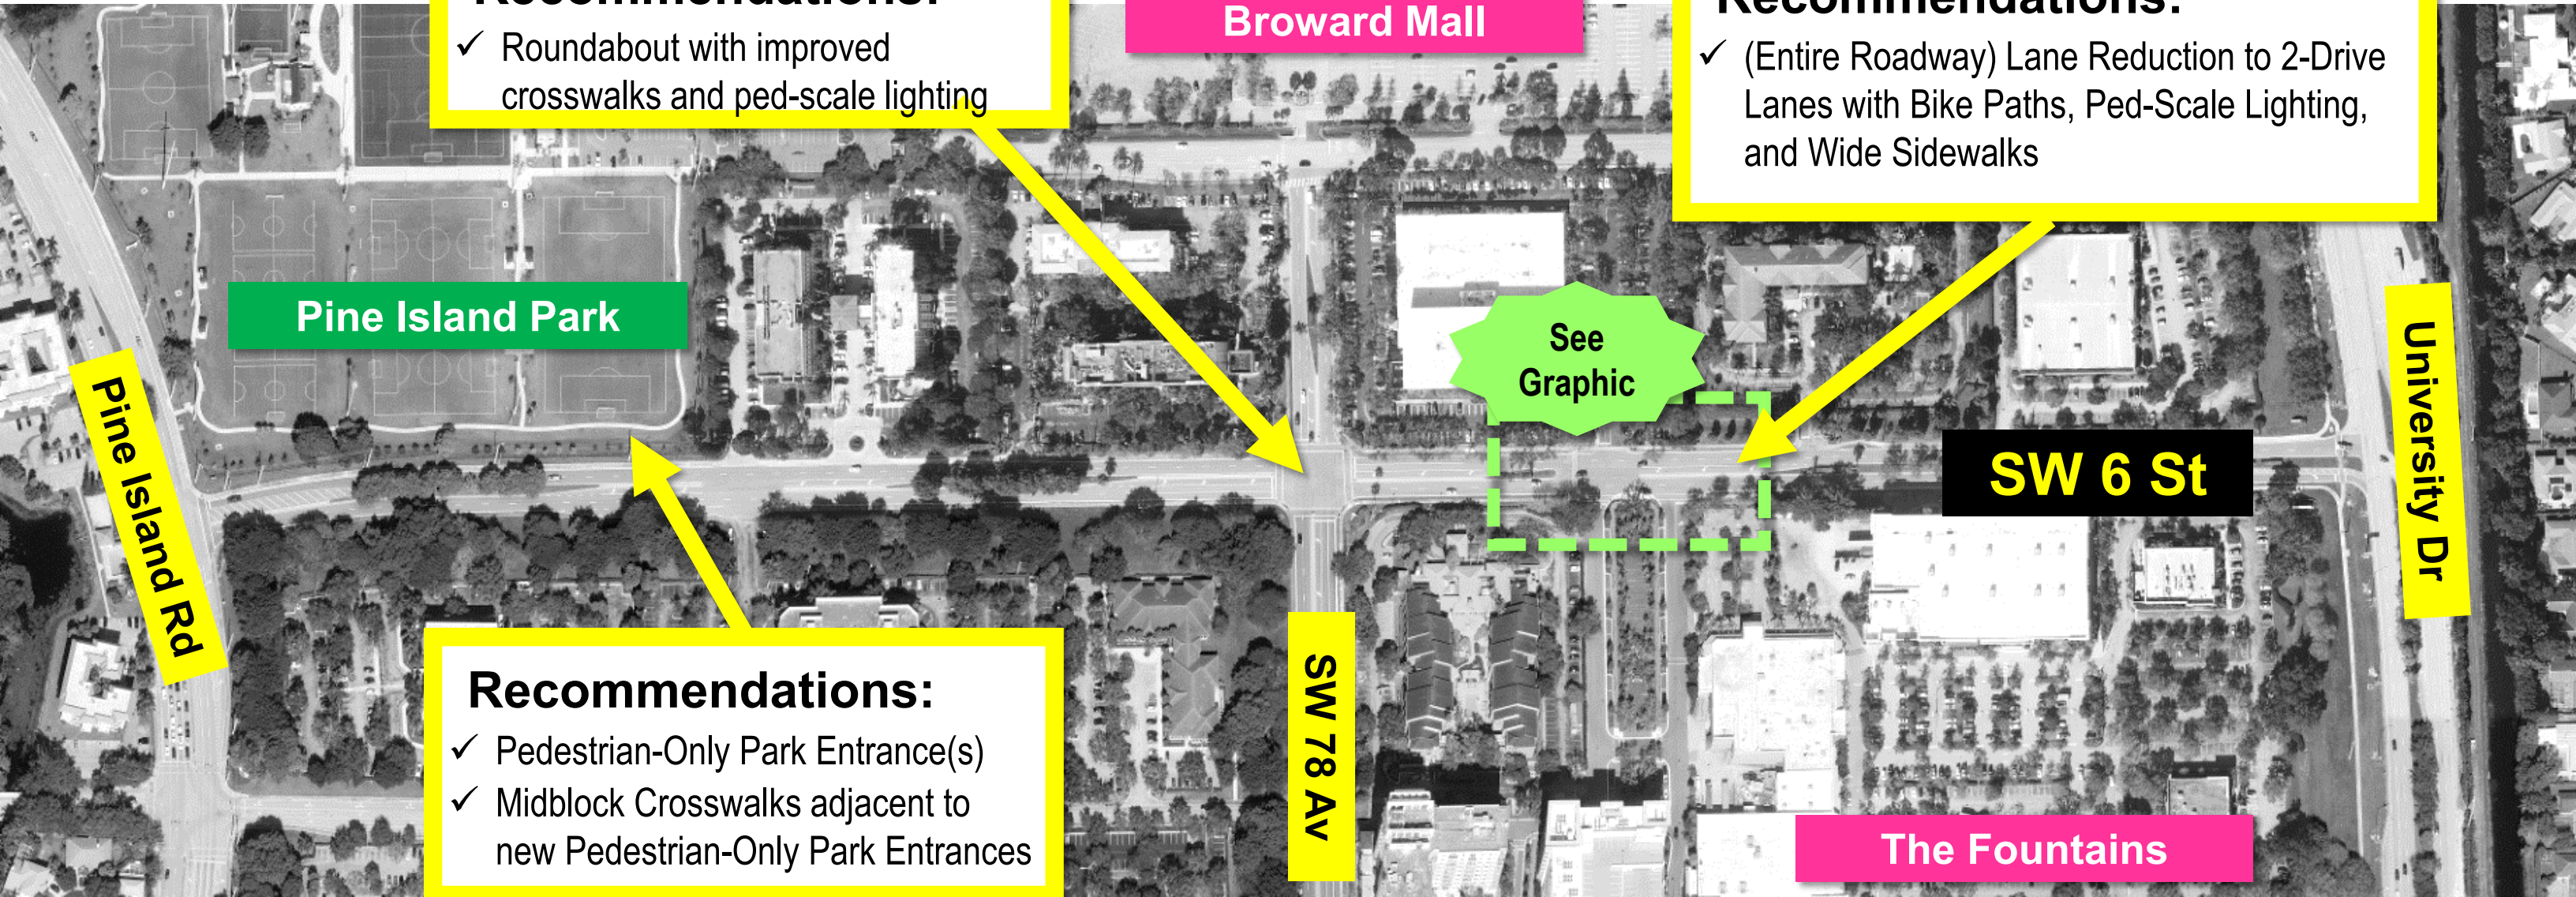 Recommendations:
✓ Roundabout with improved
crosswalks and ped-scale lighting
Broward Mall
Recommendations:
✓ (Entire Roadway) Lane Reduction to 2-Drive
Lanes with Bike Paths, Ped-Scale Lighting,
and Wide Sidewalks
Pine Island Park
See
Graphic
Pine Island Rd
University Dr
SW 6 St
SW 78 Av
Recommendations:
✓ Pedestrian-Only Park Entrance(s)
✓ Midblock Crosswalks adjacent to
new Pedestrian-Only Park Entrances
The Fountains